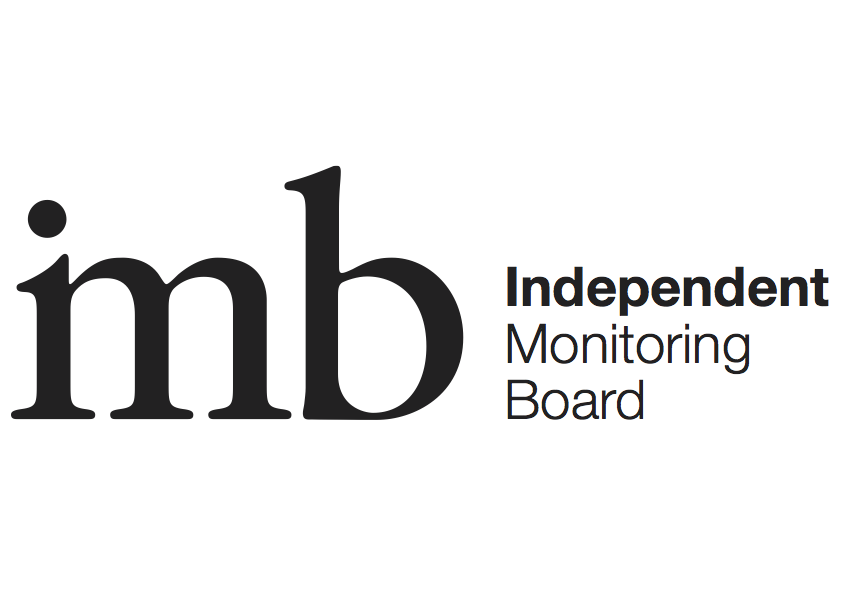 imb
Independent
Monitoring
Board